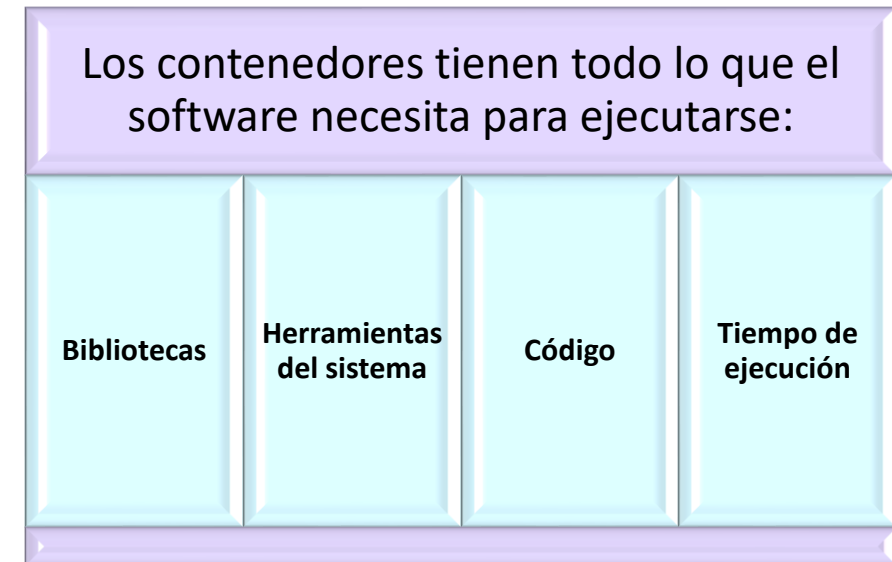 Los contenedores tienen todo lo que el
software necesita para ejecutarse:
Bibliotecas
Herramientas
del sistema
Código
Tiempo de
ejecución